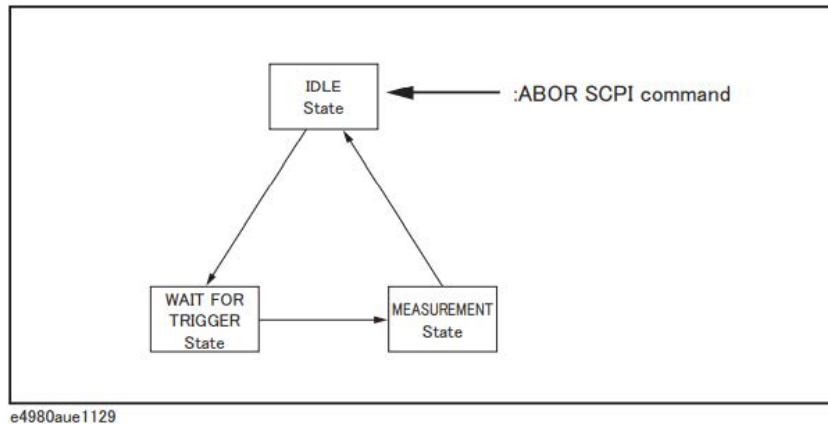 IDLE
State
:ABOR SCPI command
WAIT FOR
TRIGGER
State
MEASUREMENT
State
e4980aue1129